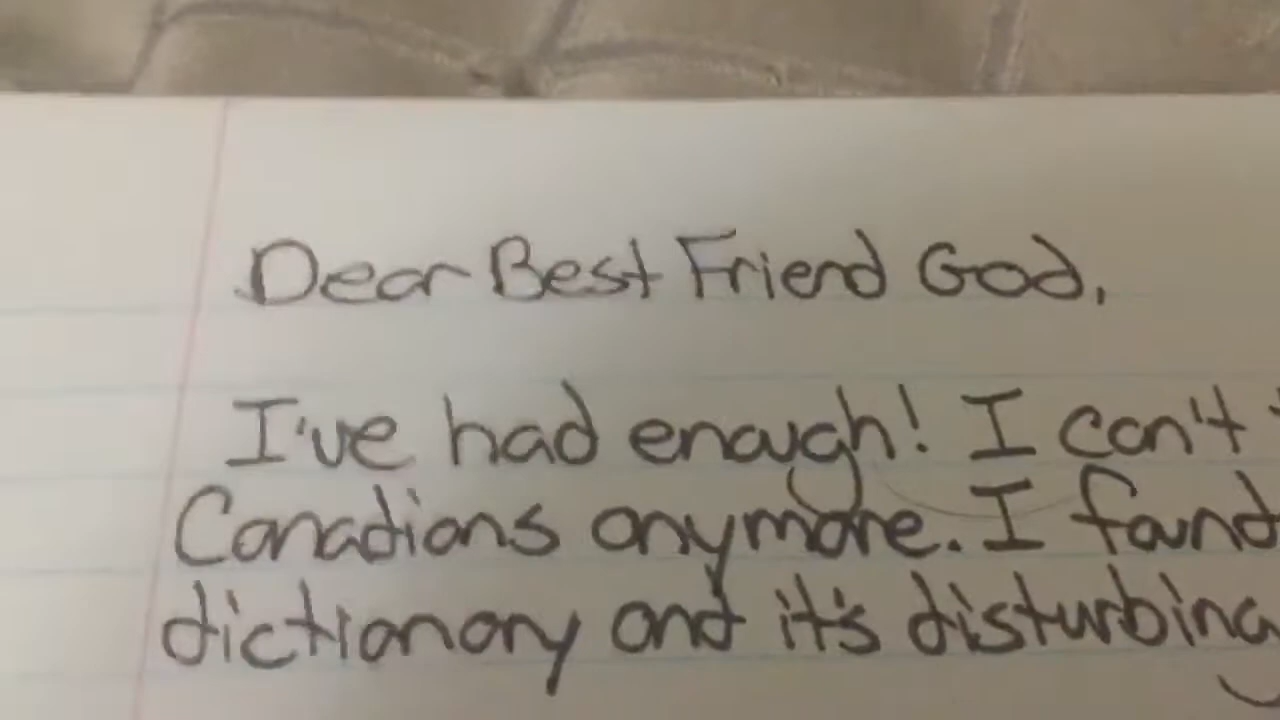 Dear Best Friend God,
I've had enough! I can't
Canadians anymore. I found
dictionary and it's disturbing